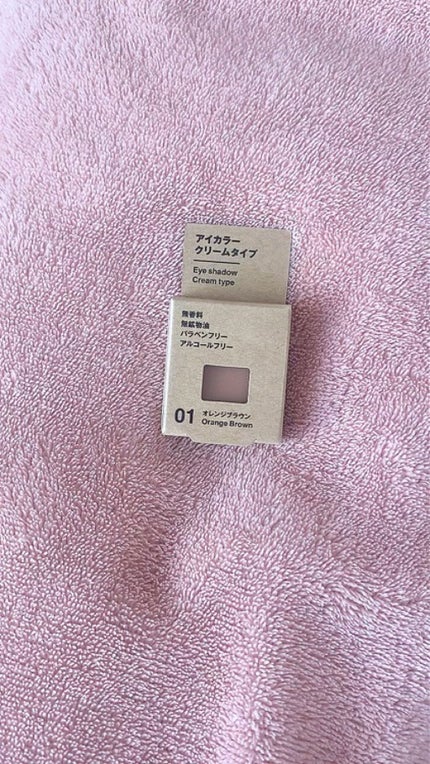 アイカラー
クリームタイプ
Eye shadow
Cream type
無香料
無鉱物油
パラベンフリー
アルコールフリー
01 オレンジブラウン
Orange Brown